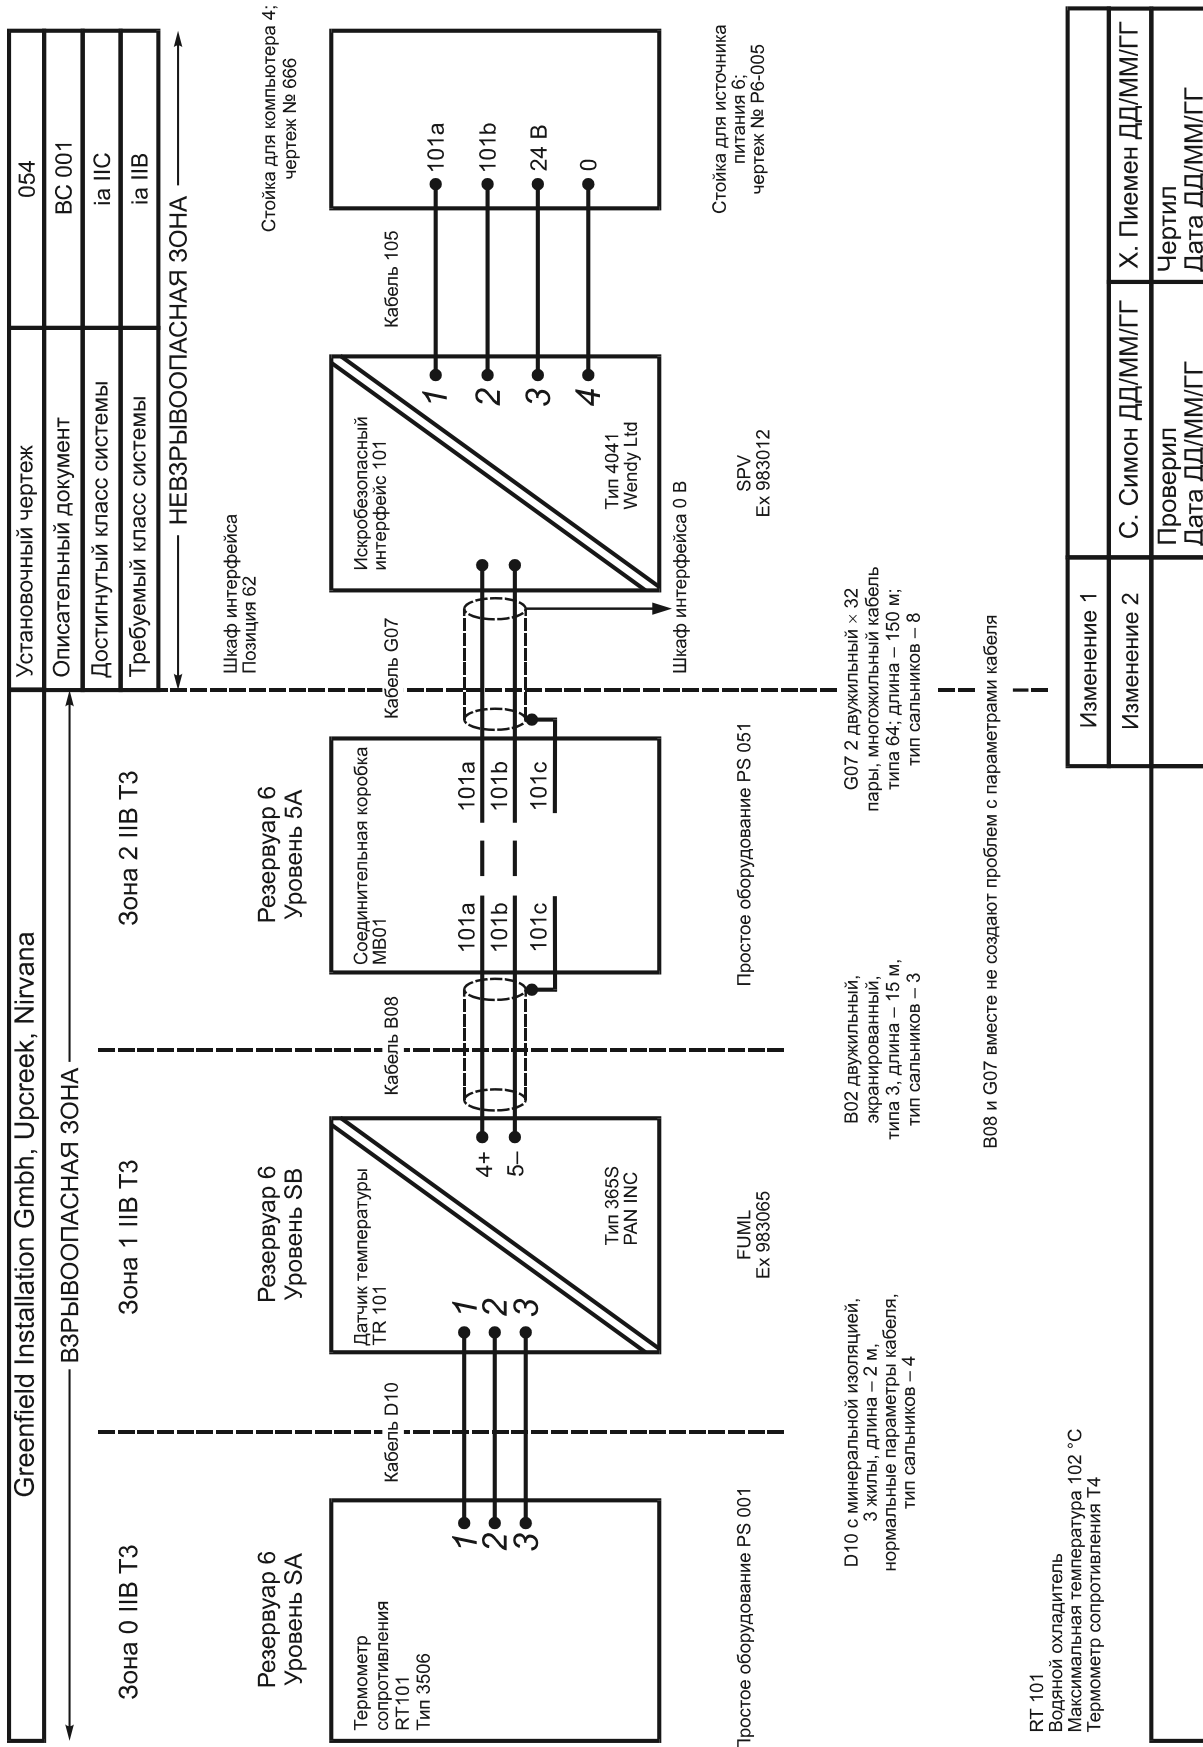 Greenfield Installation Gmbh, Upcreek, Nirvana
Установочный чертеж
054
Описательный документ
ВС 001
Достигнутый класс системы
ia IIC
Требуемый класс системы
ia IIB
ВЗРЫВООПАСНАЯ ЗОНА
НЕВЗРЫВООПАСНАЯ ЗОНА
Зона 0 IIB T3
Зона 1 IIB T3
Зона 2 IIB T3
Резервуар 6
Уровень SA
Резервуар 6
Уровень SB
Резервуар 6
Уровень 5А
Шкаф интерфейса
Позиция 62
Стойка для компьютера 4;
чертеж № 666
Термометр
сопротивления
RT101
Тип 3506
1
2
3
Кабель D10
Датчик температуры
TR 101
1
2
3
4+
5–
Тип 365S
PAN INC
Кабель B08
Соединительная коробка
MB01
101a
101b
101c
101a
101b
101c
Кабель G07
Шкаф интерфейса 0 В
Искробезопасный
интерфейс 101
1
2
3
4
Тип 4041
Wendy Ltd
Кабель 105
101a
101b
24 В
0
Простое оборудование PS 001
FUML
Ex 983065
Простое оборудование PS 051
SPV
Ex 983012
Стойка для источника
питания 6;
чертеж № P6-005
D10 с минеральной изоляцией,
3 жилы, длина – 2 м,
нормальные параметры кабеля,
тип сальников – 4
B02 двужильный,
экранированный,
типа 3, длина – 15 м,
тип сальников – 3
G07 2 двужильный × 32
пары, многожильный кабель
типа 64; длина – 150 м;
тип сальников – 8
B08 и G07 вместе не создают проблем с параметрами кабеля
RT 101
Водяной охладитель
Максимальная температура 102 °С
Термометр сопротивления Т4
Изменение 1
Изменение 2
С. Симон ДД/ММ/ГГ
Х. Пиемен ДД/ММ/ГГ
Проверил
Дата ДД/ММ/ГГ
Чертил
Дата ДД/ММ/ГГ